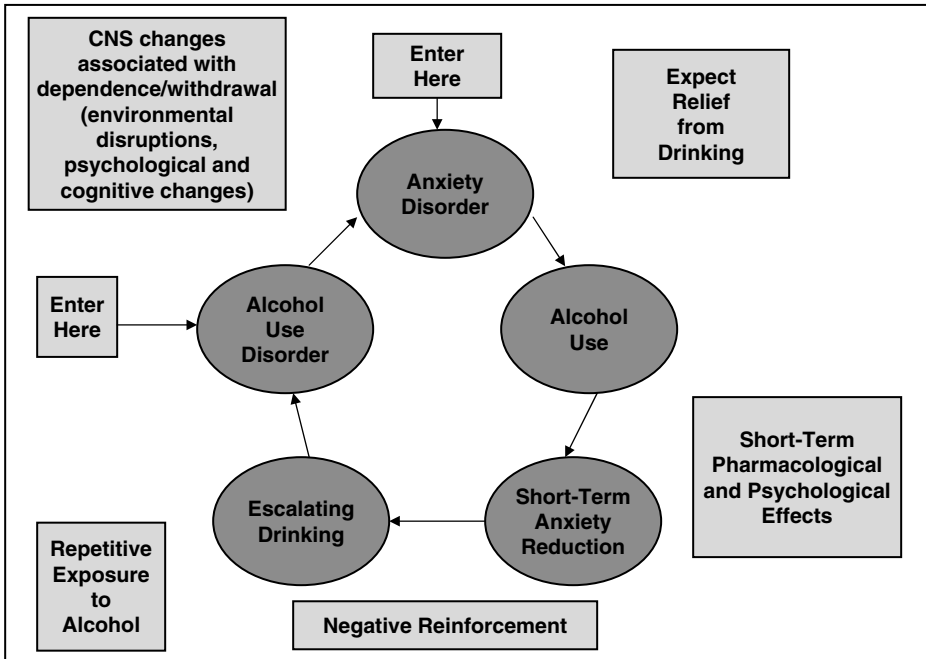 CNS changes
associated with
dependence/withdrawal
(environmental
disruptions,
psychological and
cognitive changes)
Enter
Here
Expect
Relief
from
Drinking
Anxiety
Disorder
Enter
Here
Alcohol
Use
Disorder
Alcohol
Use
Short-Term
Pharmacological
and Psychological
Effects
Escalating
Drinking
Short-Term
Anxiety
Reduction
Repetitive
Exposure
to
Alcohol
Negative Reinforcement